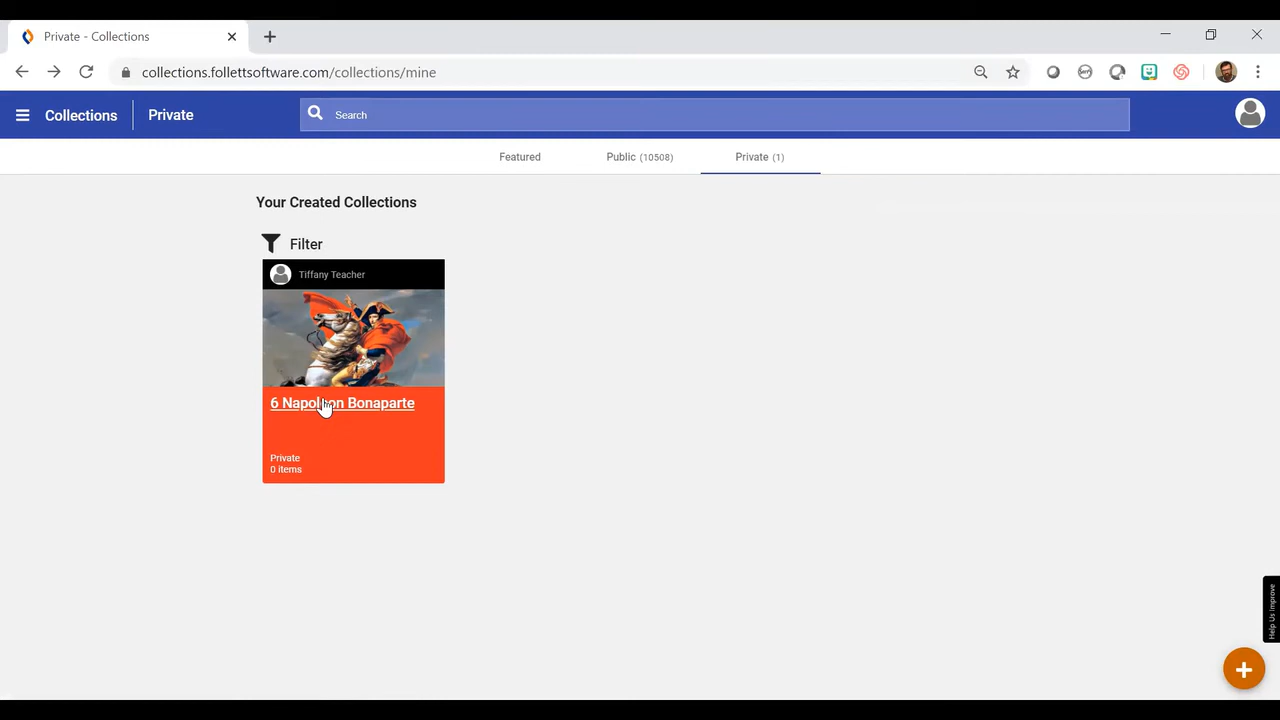 Private - Collections
collections.follettsoftware.com/collections/mine
Collections
Private
Search
Featured
Public (10508)
Private (1)
Your Created Collections
Filter
Tiffany Teacher
6 Napoleon Bonaparte
Private
0 items
Help Us Improve